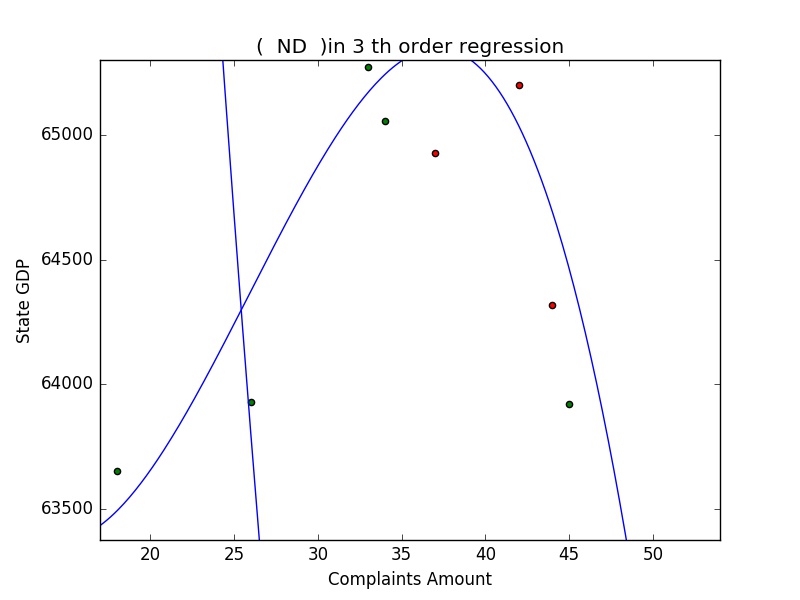 (  ND  )in 3 th order regression
65000
64500
64000
63500
State GDP
20 25 30 35 40 45 50
Complaints Amount